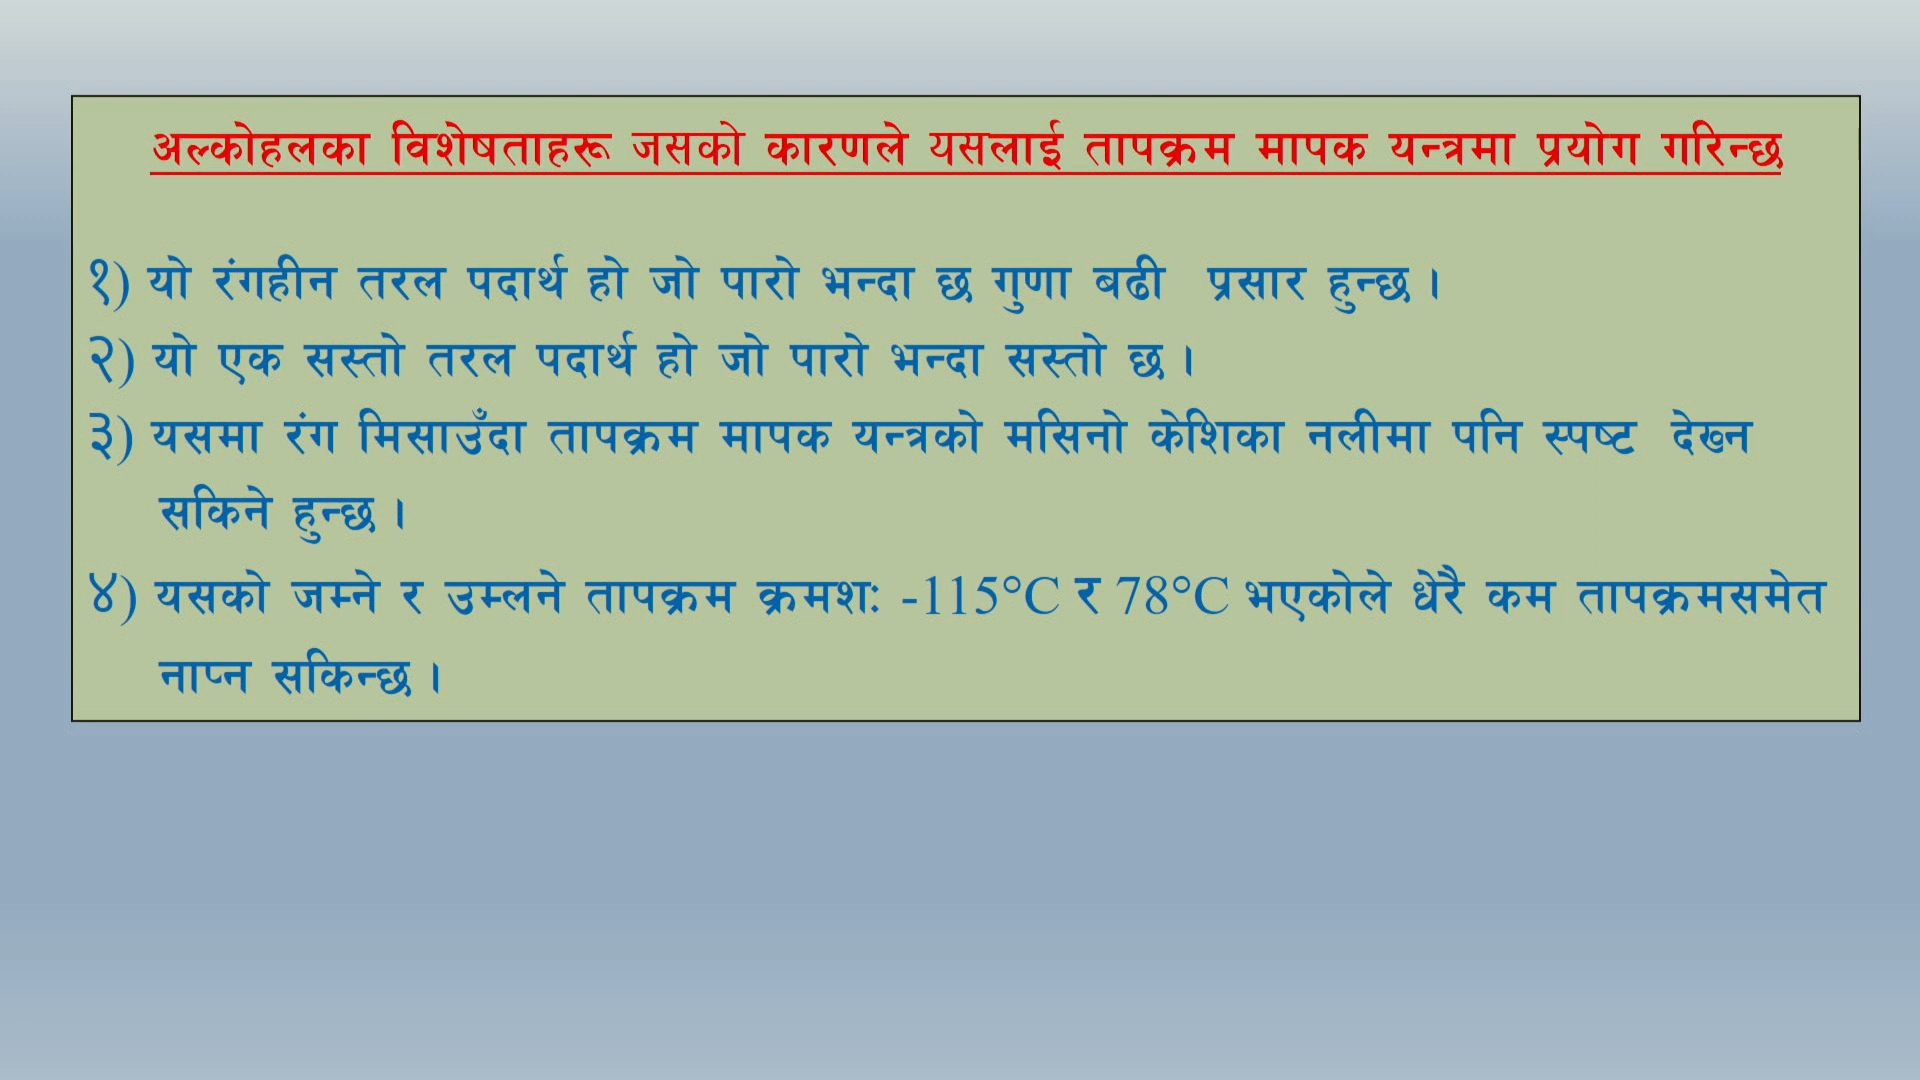 अल्कोहलका विशेषताहरू जसको कारणले यसलाई तापक्रम मापक यन्त्रमा प्रयोग गरिन्छ
१) यो रंगहीन तरल पदार्थ हो जो पारो भन्दा छ गुणा बढी प्रसार हुन्छ ।
२) यो एक सस्तो तरल पदार्थ हो जो पारो भन्दा सस्तो छ ।
३) यसमा रंग मिसाउँदा तापक्रम मापक यन्त्रको मसिनो केशिका नलीमा पनि स्पष्ट देख्न
सकिने हुन्छ ।
४) यसको जम्ने र उम्लने तापक्रम क्रमशः -115°C र 78°C भएकोले धेरै कम तापक्रमसमेत
नाप्न सकिन्छ ।